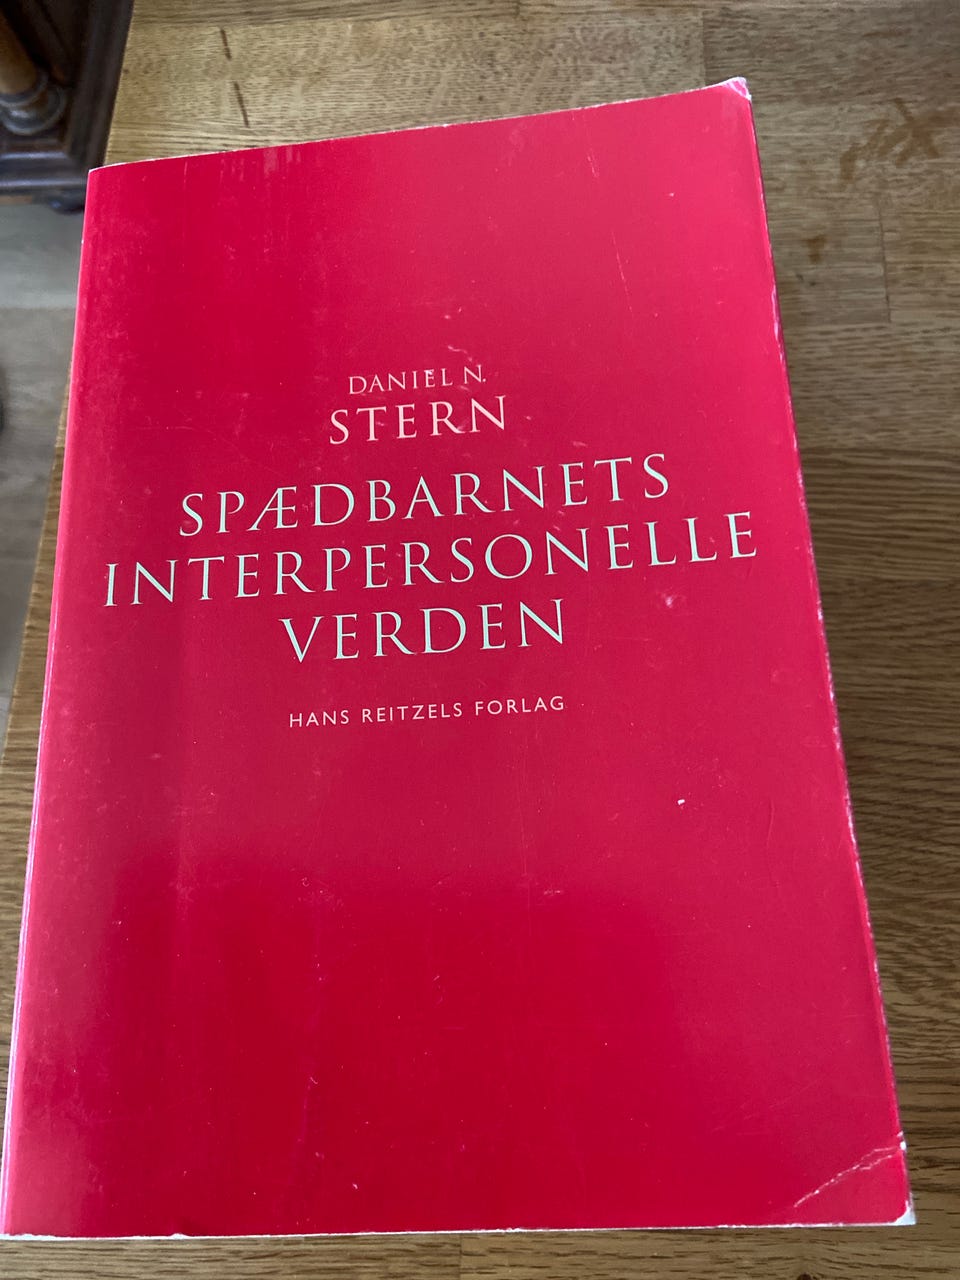 DANIEL N.
STERN
SPÆDBARNETS
INTERPERSONELLE
VERDEN
HANS REITZELS FORLAG